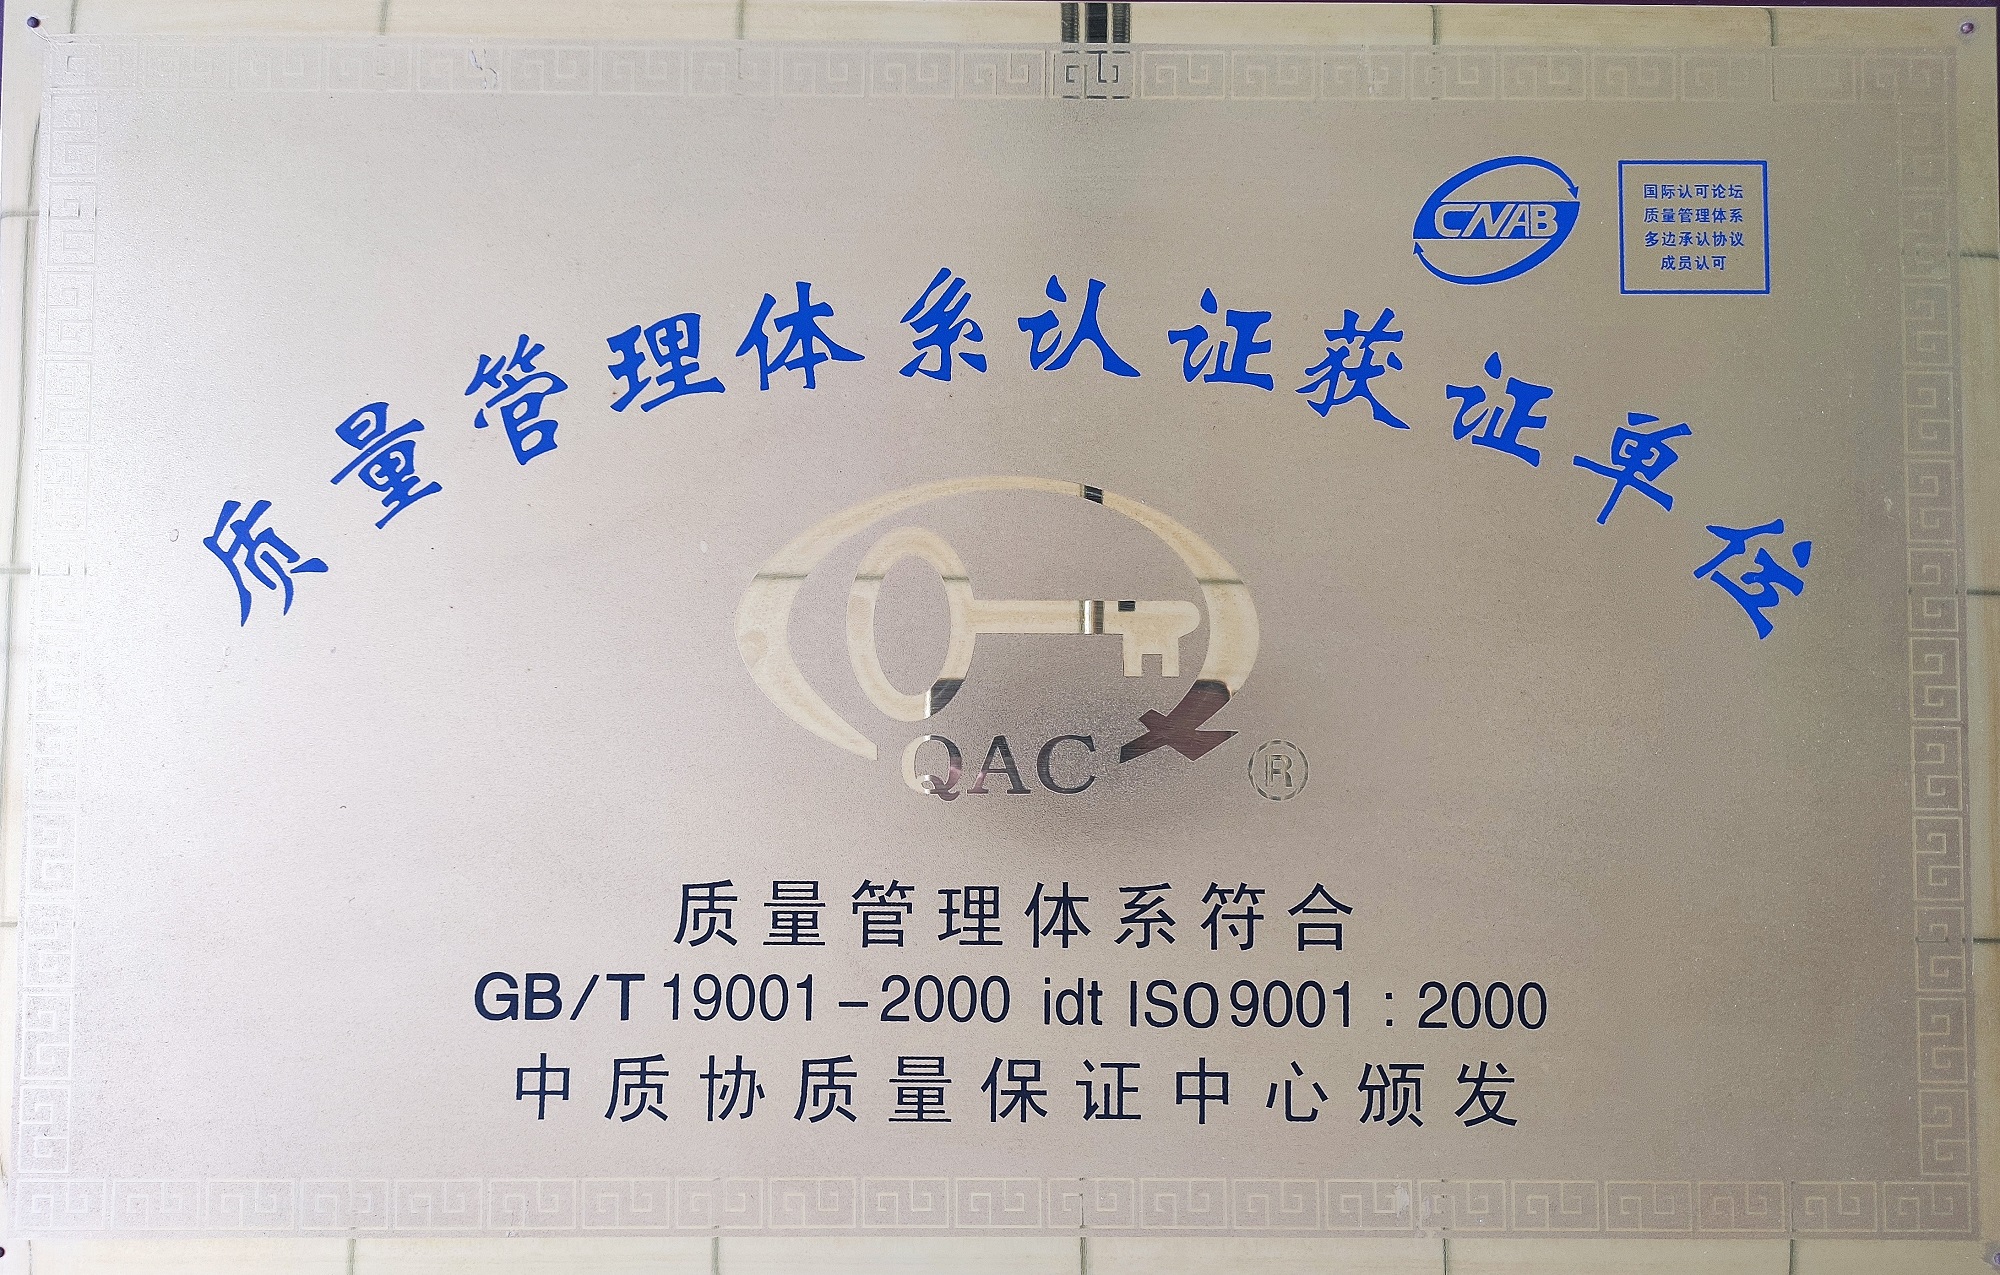 CNAB
国际认可论坛
质量管理体系
多边承认协议
成员认可
质量管理体系认证获证单位
QAC
®
质量管理体系符合
GB/T 19001-2000 idt ISO9001:2000
中质协质量保证中心颁发